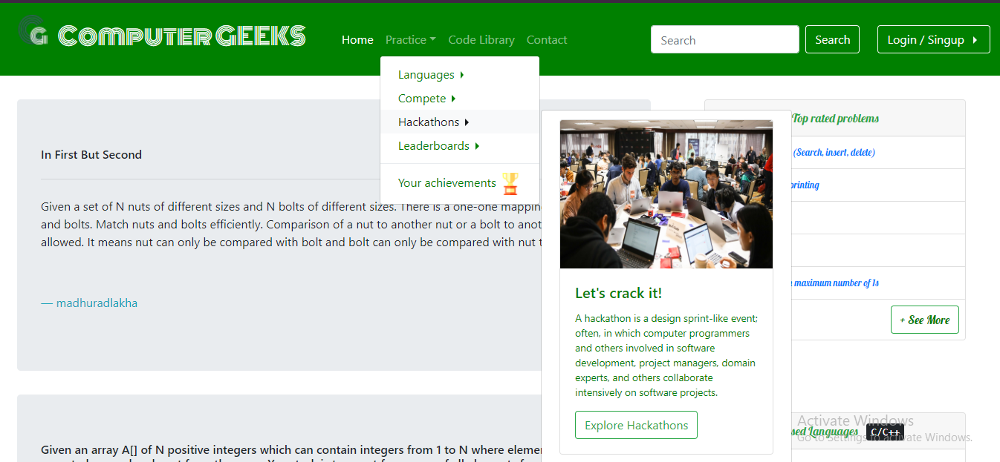 COMPUTER GEEKS
Home Practice Code Library Contact
Search Search Login / Singup
Languages
Compete
Hackathons
Leaderboards
Your achievements
In First But Second
Given a set of N nuts of different sizes and N bolts of different sizes. There is a one-one
and bolts. Match nuts and bolts efficiently. Comparison of a nut to another nut or a bolt to
allowed. It means nut can only be compared with bolt and bolt can only be compared with nut
— madhuradlakha
Given an array A[] of N positive integers which can contain integers from 1 to N where
Let's crack it!
A hackathon is a design sprint-like event;
often, in which computer programmers
and others involved in software
development, project managers, domain
experts, and others collaborate
intensively on software projects.
Explore Hackathons
Top rated problems
(Search, insert, delete)
printing
maximum number of 1s
+ See More
Languages C/C++
Activate Windows
Go to Settings to activate Windows.